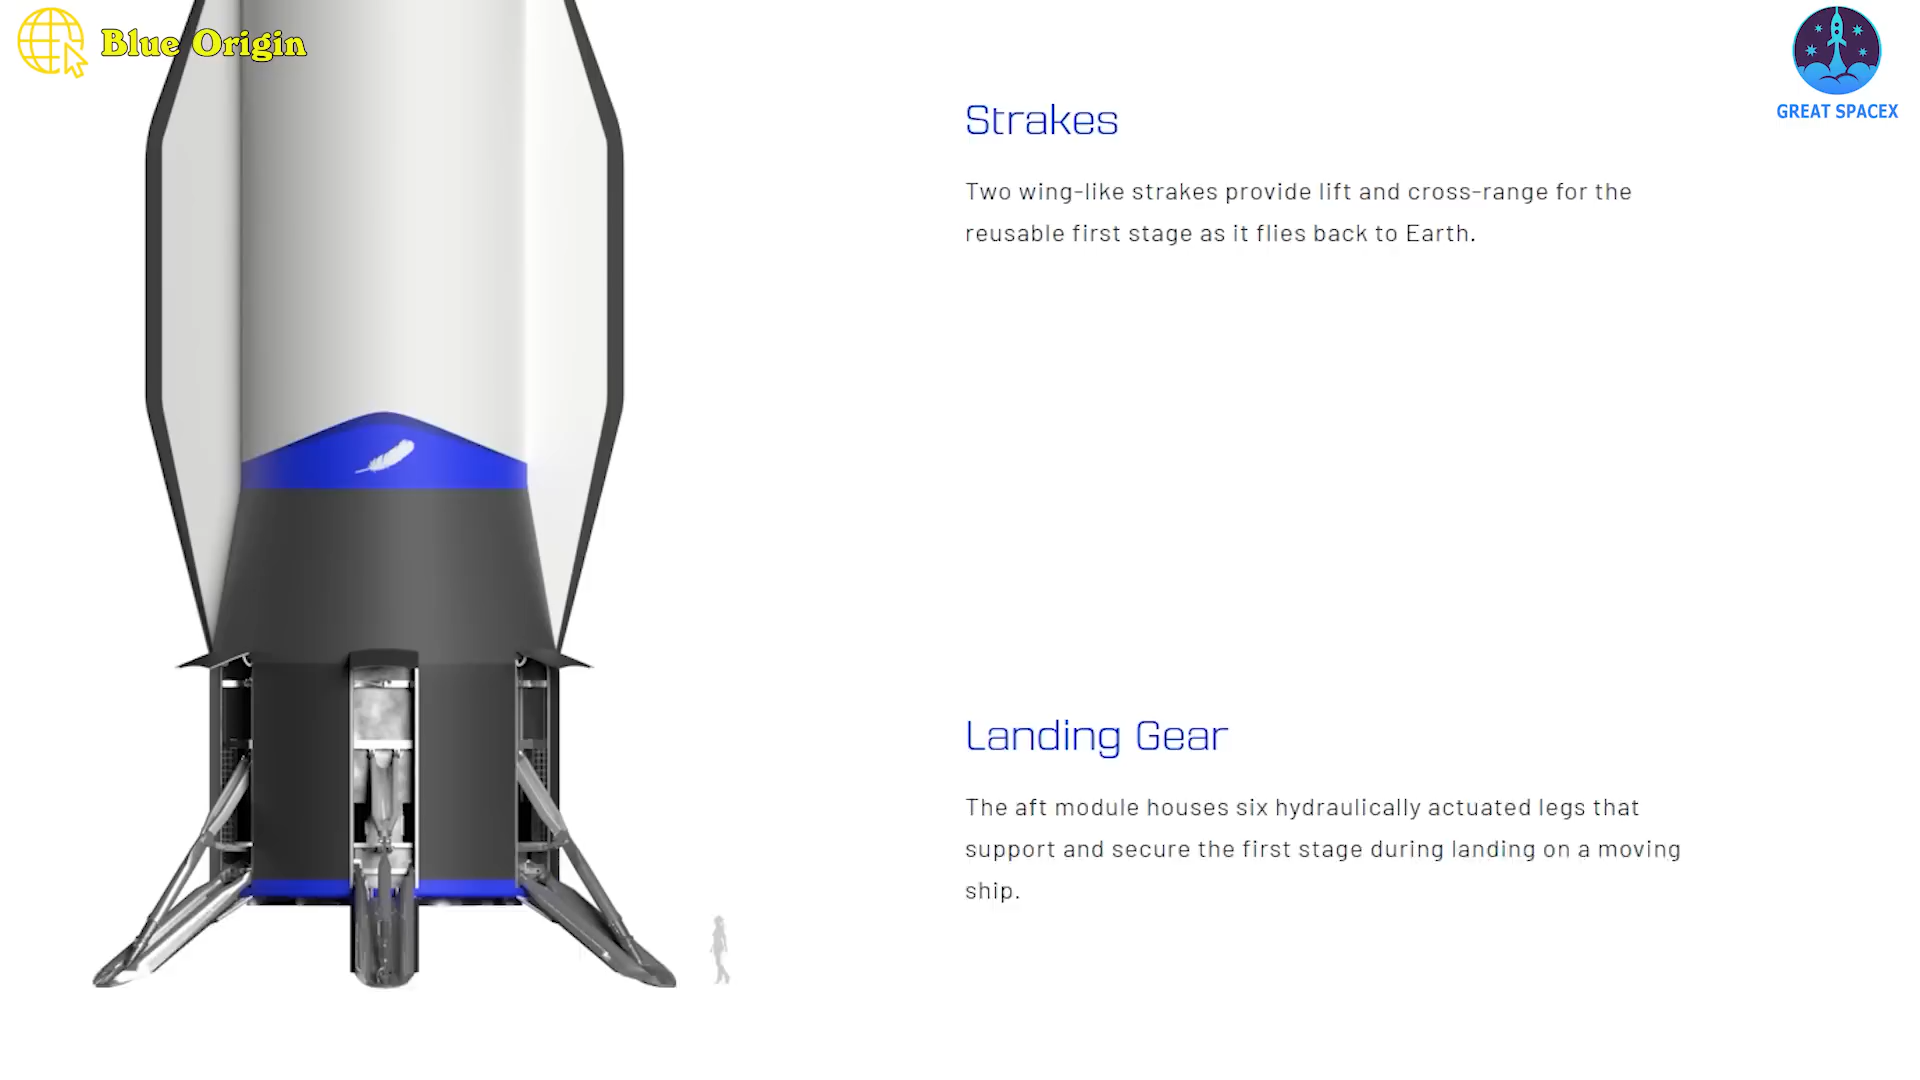 Blue Origin
GREAT SPACEX
Strakes
Two wing-like strakes provide lift and cross-range for the
reusable first stage as it flies back to Earth.
Landing Gear
The aft module houses six hydraulically actuated legs that
support and secure the first stage during landing on a moving
ship.